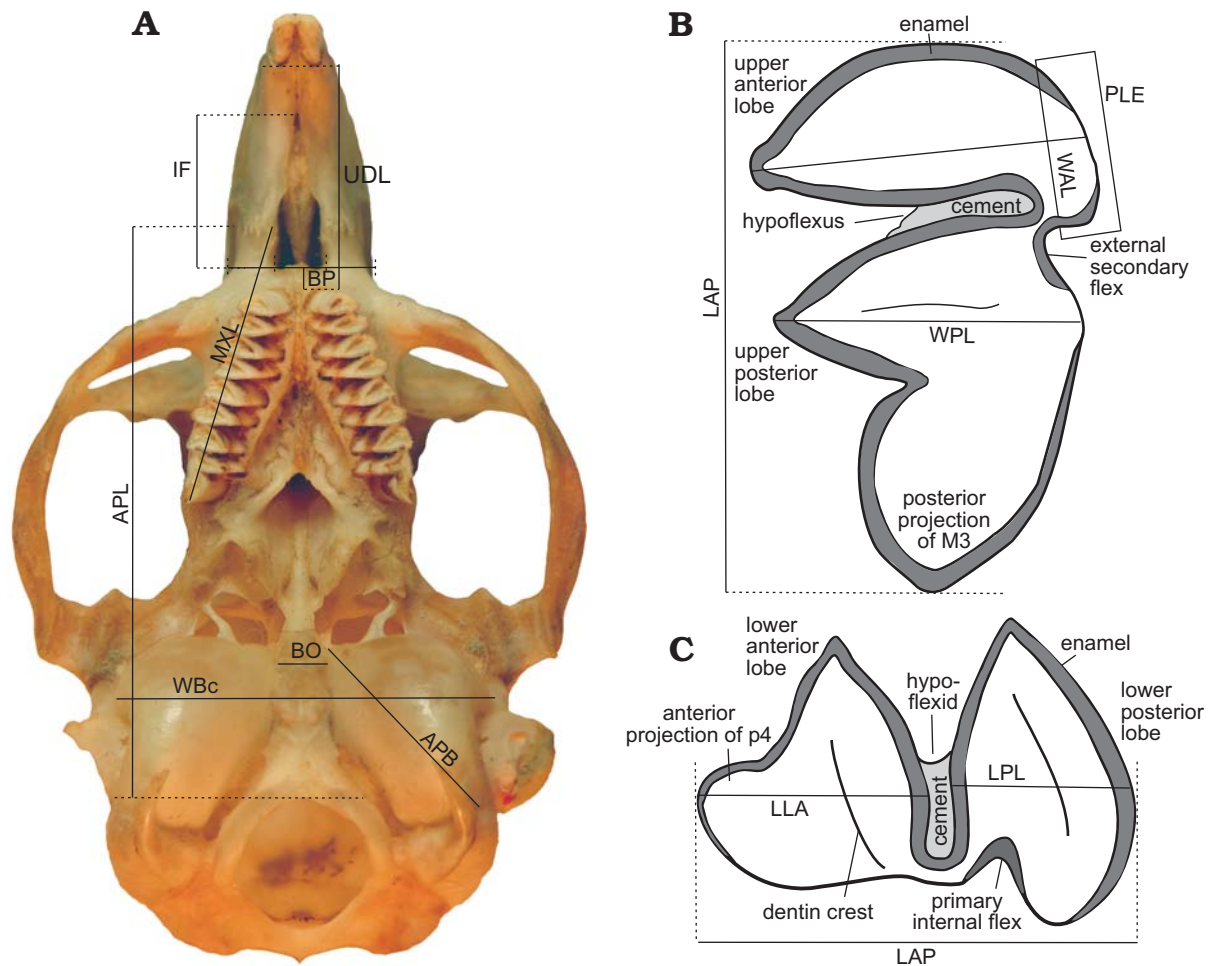 A
IF
UDL
BP
MXL
APL
BO
WBc
APB
B
enamel
upper
anterior
lobe
PLE
WAL
cement
hypoflexus
external
secondary
flex
LAP
WPL
upper
posterior
lobe
posterior
projection
of M3
C
lower
anterior
lobe
enamel
hypo-
flexid
lower
posterior
lobe
anterior
projection of p4
LPL
LLA
cement
dentin crest
primary
internal flex
LAP